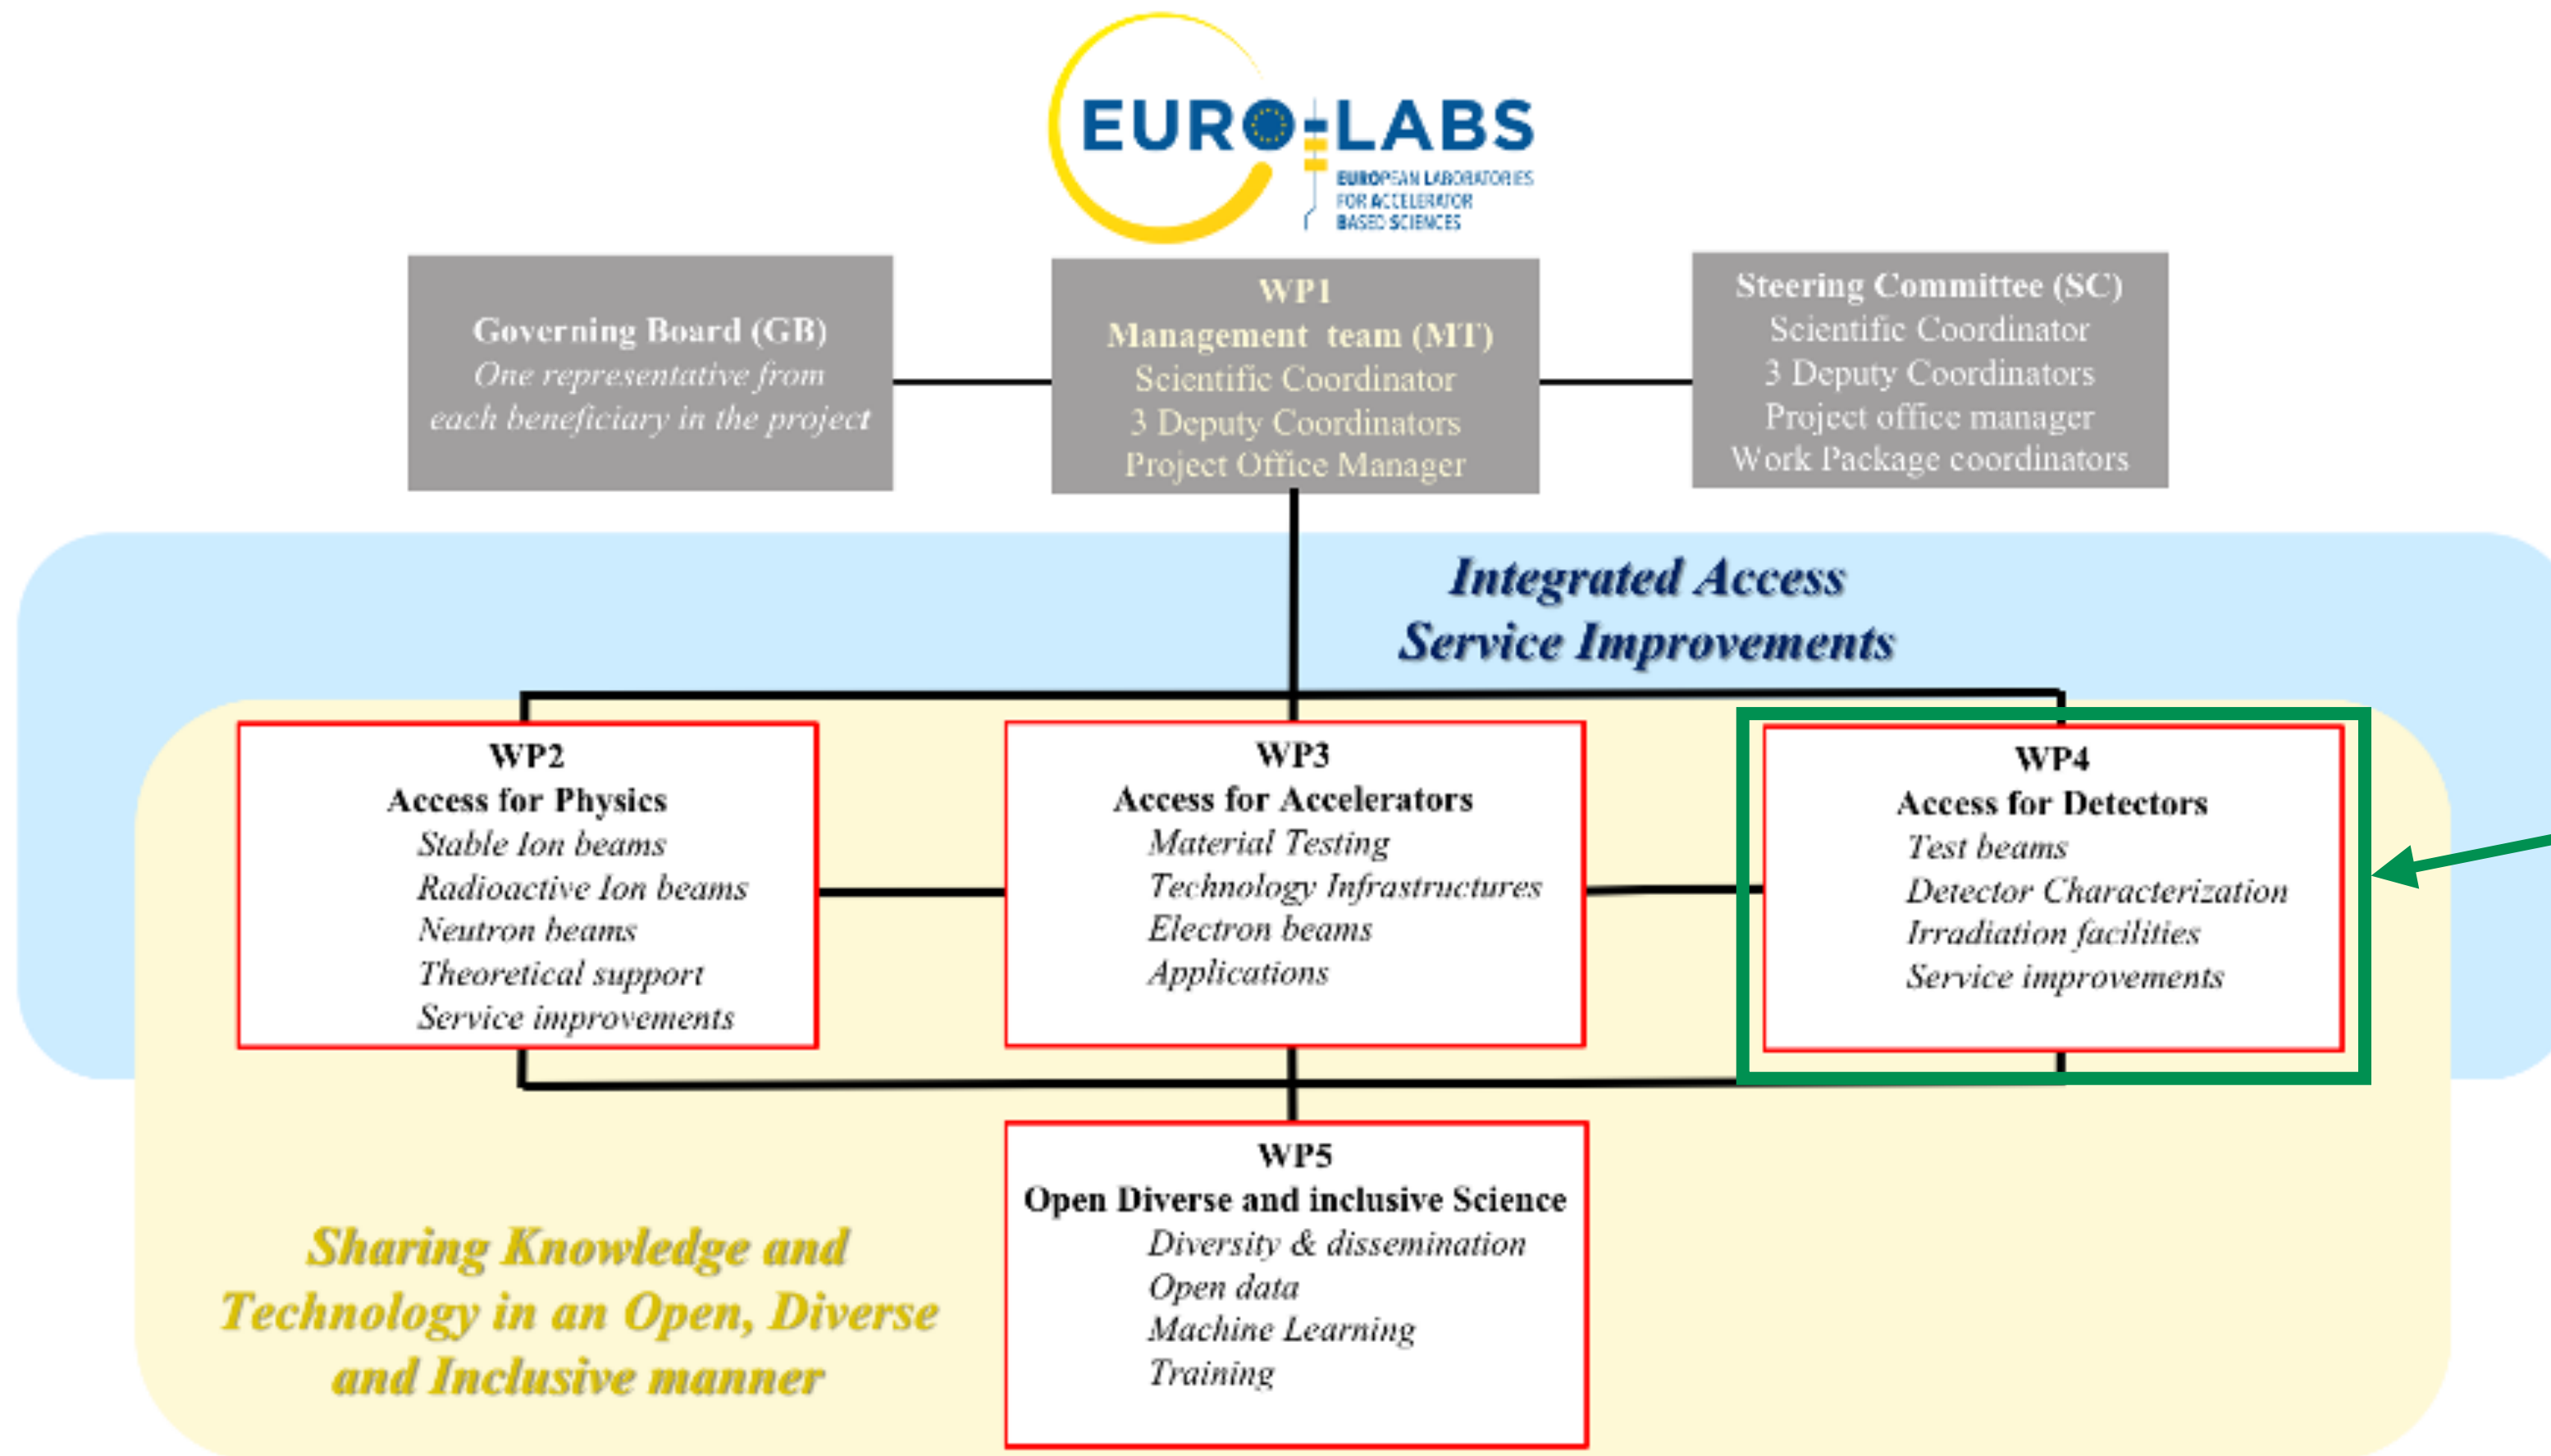 EURO-LABS
EUROPEAN LABORATORIES
FOR ACCELERATOR
BASED SCIENCES
Governing Board (GB)
One representative from
each beneficiary in the project
WP1
Management team (MT)
Scientific Coordinator
3 Deputy Coordinators
Project Office Manager
Steering Committee (SC)
Scientific Coordinator
3 Deputy Coordinators
Project office manager
Work Package coordinators
Integrated Access
Service Improvements
WP2
Access for Physics
Stable Ion beams
Radioactive Ion beams
Neutron beams
Theoretical support
Service improvements
WP3
Access for Accelerators
Material Testing
Technology Infrastructures
Electron beams
Applications
WP4
Access for Detectors
Test beams
Detector Characterization
Irradiation facilities
Service improvements
WP5
Open Diverse and inclusive Science
Diversity & dissemination
Open data
Machine Learning
Training
Sharing Knowledge and
Technology in an Open, Diverse
and Inclusive manner